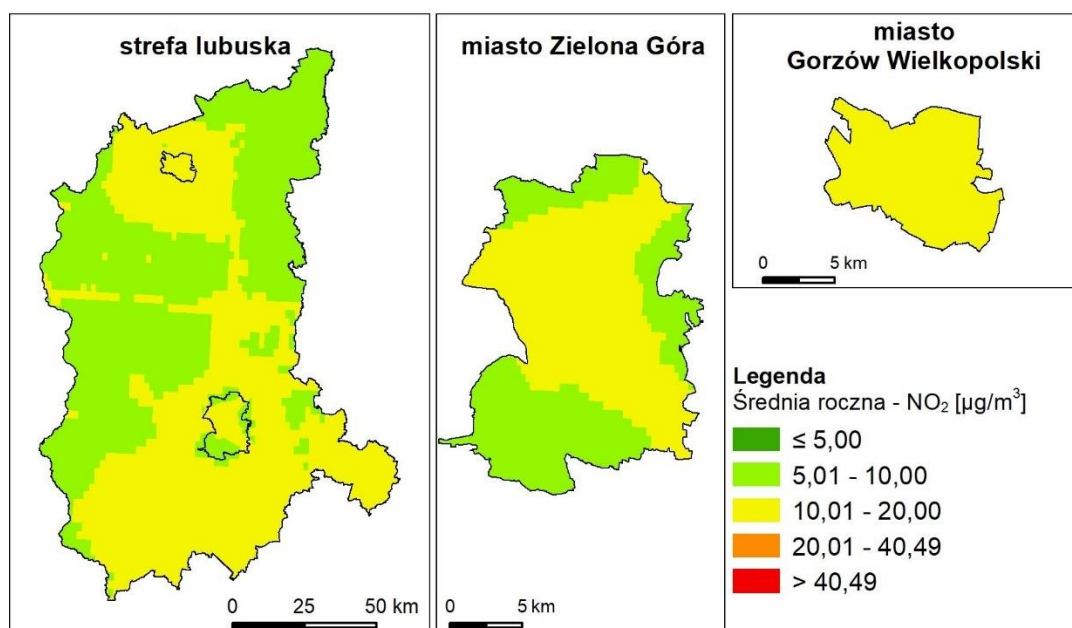 strefa lubuska
0 25 50 km
miasto Zielona Góra
0 5 km
miasto
Gorzów Wielkopolski
0 5 km
Legenda
Średnia roczna - NO₂ [µg/m³]
≤ 5,00
5,01 - 10,00
10,01 - 20,00
20,01 - 40,49
> 40,49